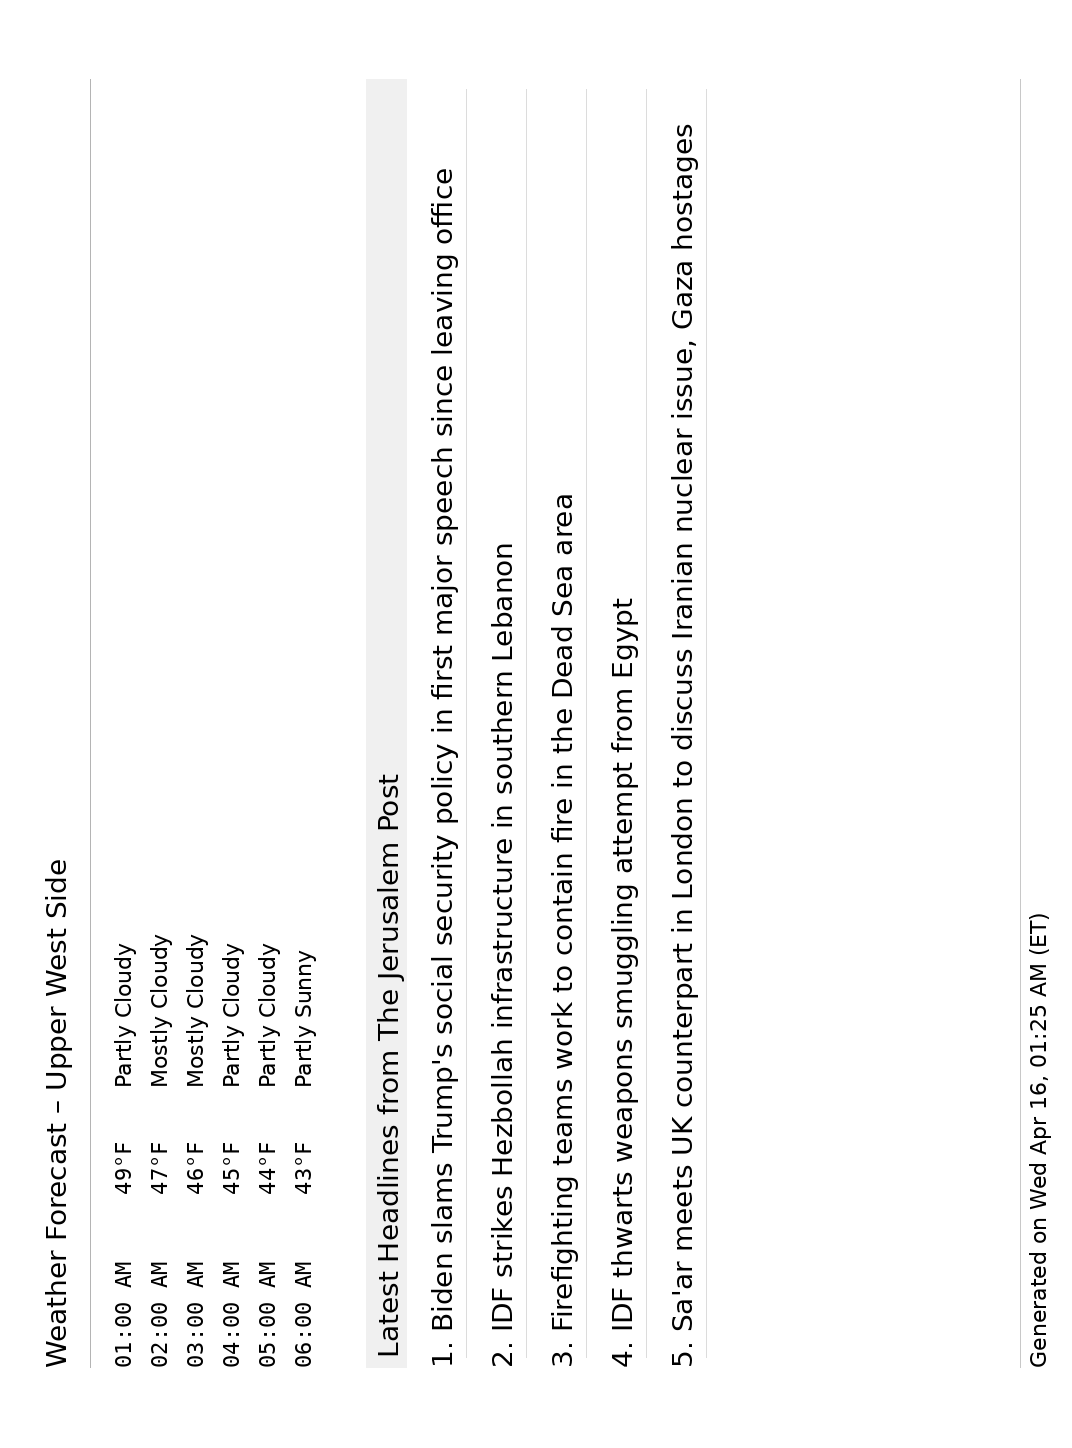 Weather Forecast – Upper West Side
01:00 AM 49°F Partly Cloudy
02:00 AM 47°F Mostly Cloudy
03:00 AM 46°F Mostly Cloudy
04:00 AM 45°F Partly Cloudy
05:00 AM 44°F Partly Cloudy
06:00 AM 43°F Partly Sunny
Latest Headlines from The Jerusalem Post
1. Biden slams Trump's social security policy in first major speech since leaving office
2. IDF strikes Hezbollah infrastructure in southern Lebanon
3. Firefighting teams work to contain fire in the Dead Sea area
4. IDF thwarts weapons smuggling attempt from Egypt
5. Sa'ar meets UK counterpart in London to discuss Iranian nuclear issue, Gaza hostages
Generated on Wed Apr 16, 01:25 AM (ET)